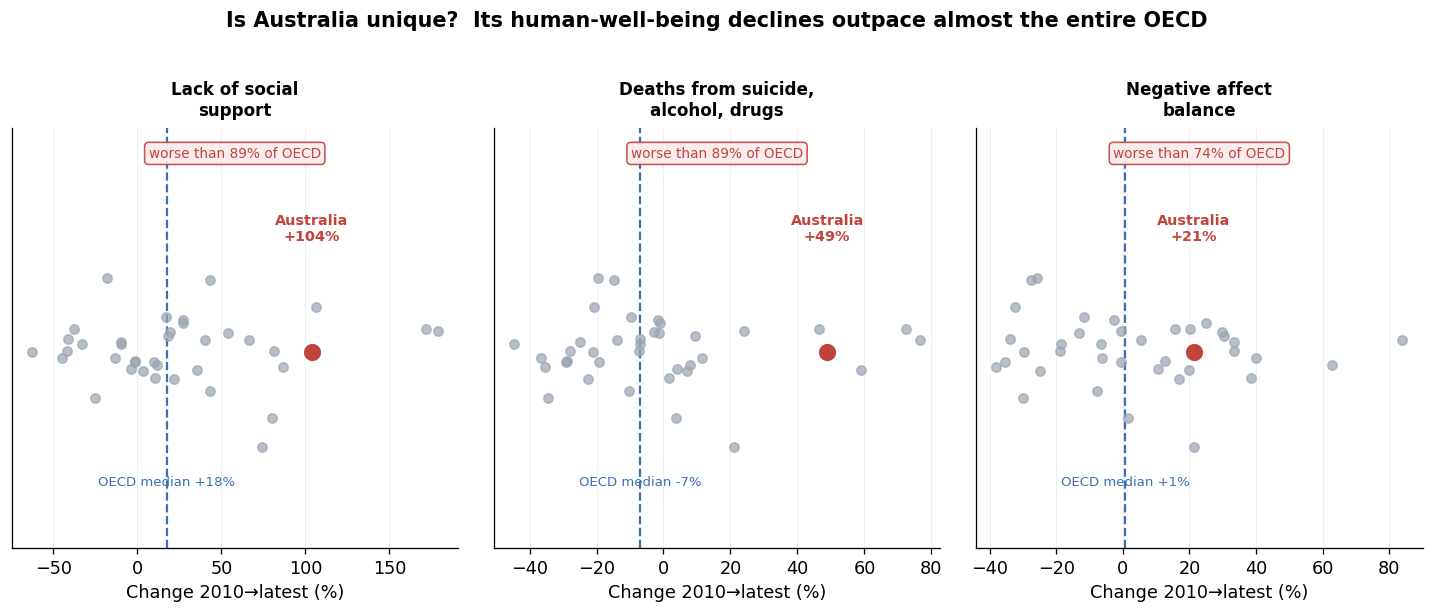 Is Australia unique?  Its human-well-being declines outpace almost the entire OECD
Lack of social
support
worse than 89% of OECD
Australia
+104%
OECD median +18%
−50 0 50 100 150
Change 2010→latest (%)
Deaths from suicide,
alcohol, drugs
worse than 89% of OECD
Australia
+49%
OECD median -7%
−40 −20 0 20 40 60 80
Change 2010→latest (%)
Negative affect
balance
worse than 74% of OECD
Australia
+21%
OECD median +1%
−40 −20 0 20 40 60 80
Change 2010→latest (%)